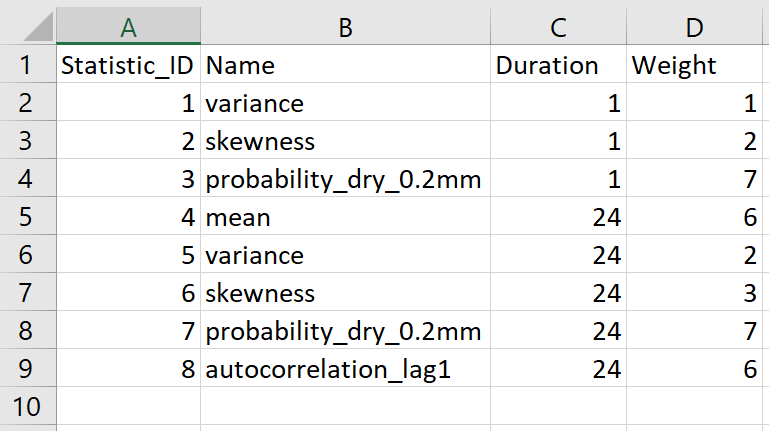 A B C D
1 Statistic_ID Name Duration Weight
2 1 variance 1 1
3 2 skewness 1 2
4 3 probability_dry_0.2mm 1 7
5 4 mean 24 6
6 5 variance 24 2
7 6 skewness 24 3
8 7 probability_dry_0.2mm 24 7
9 8 autocorrelation_lag1 24 6
10